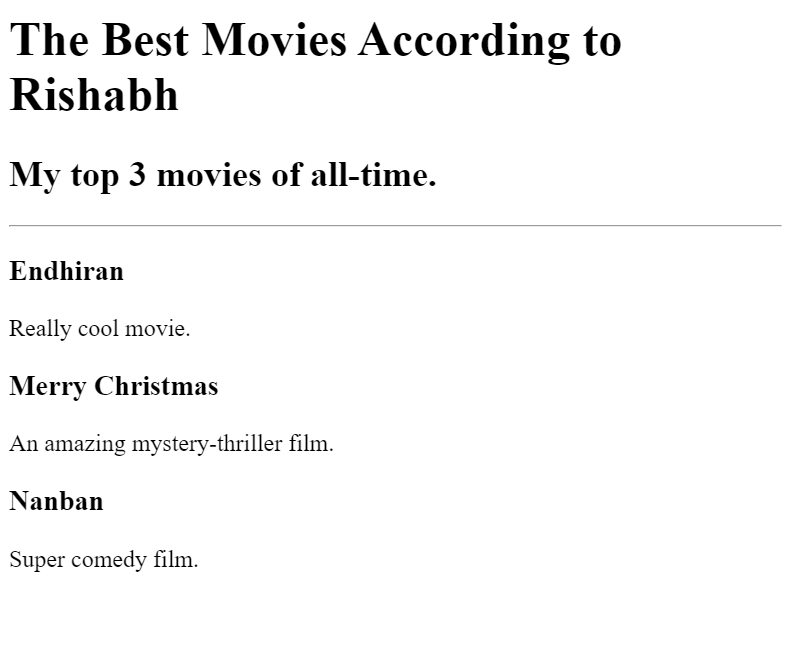 The Best Movies According to
Rishabh
My top 3 movies of all-time.
Endhiran
Really cool movie.
Merry Christmas
An amazing mystery-thriller film.
Nanban
Super comedy film.